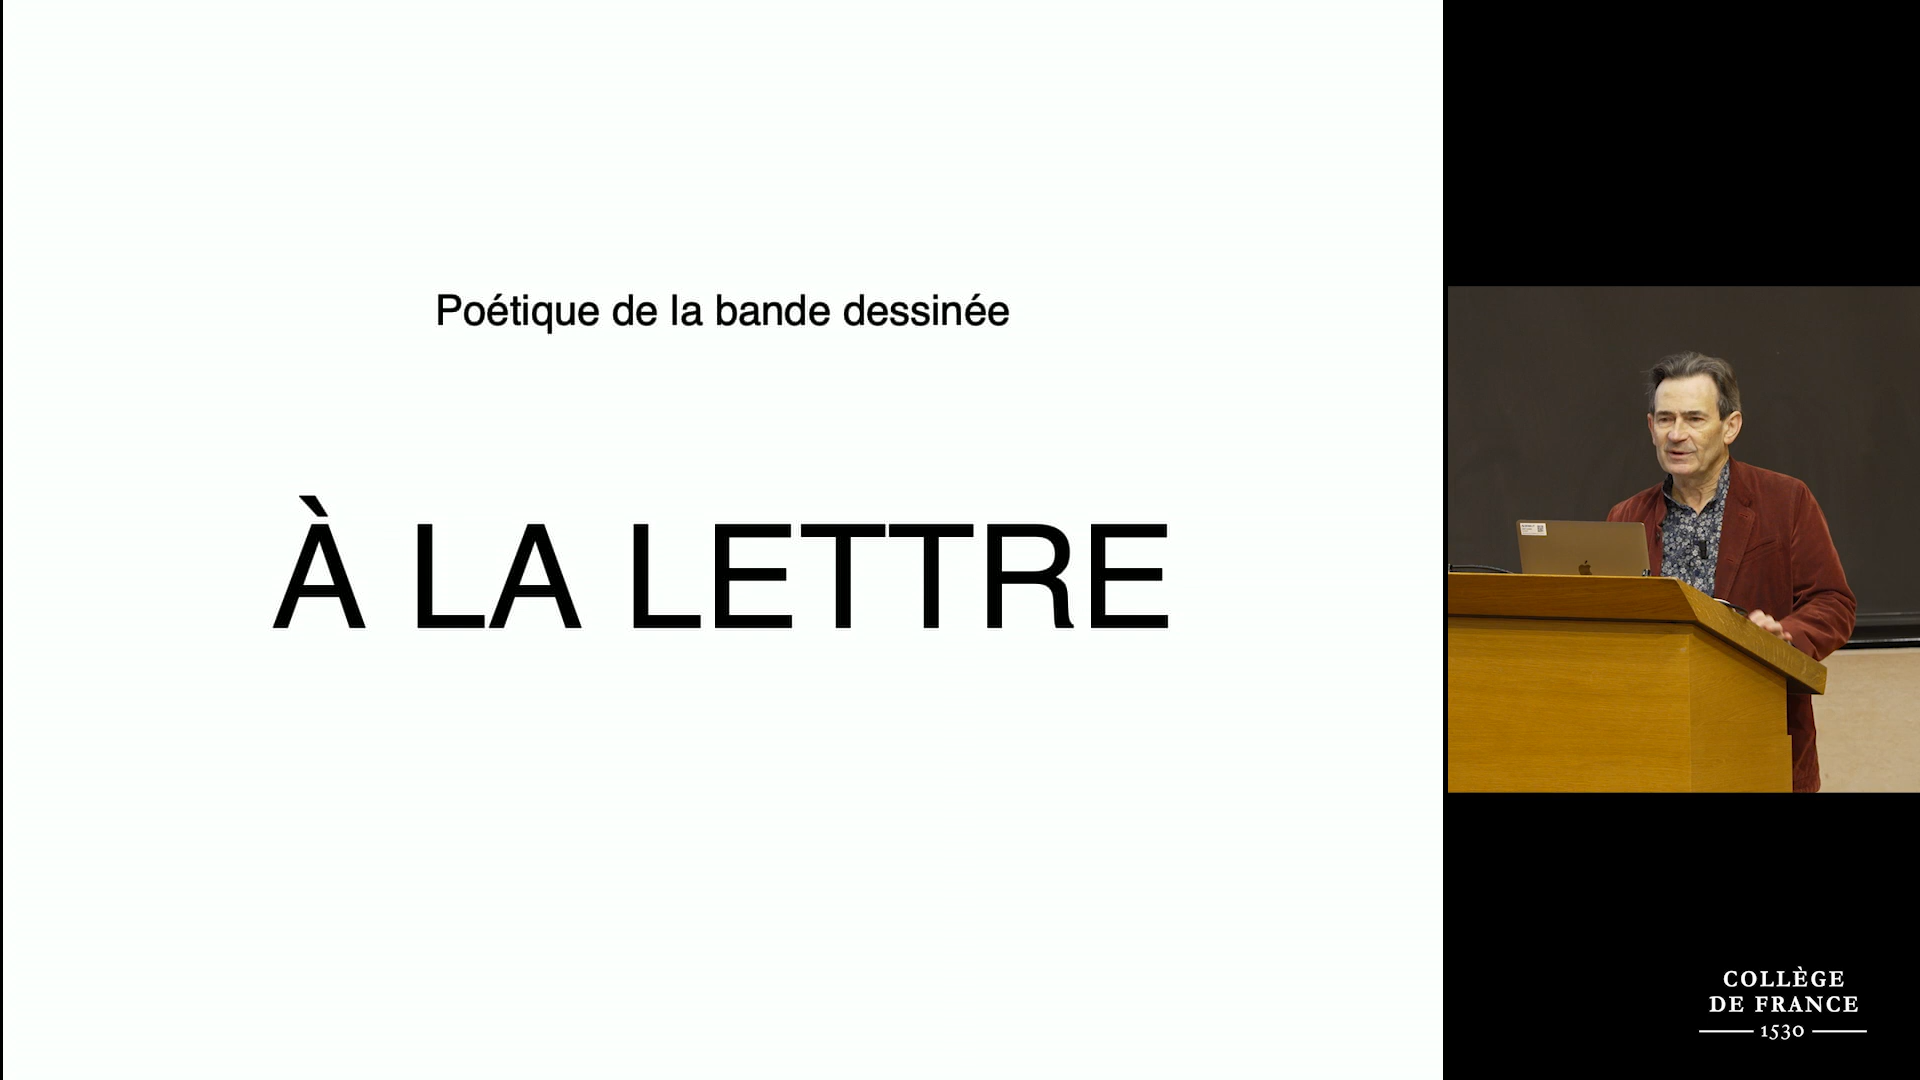 Poétique de la bande dessinée
À LA LETTRE
COLLÈGE
DE FRANCE
1530